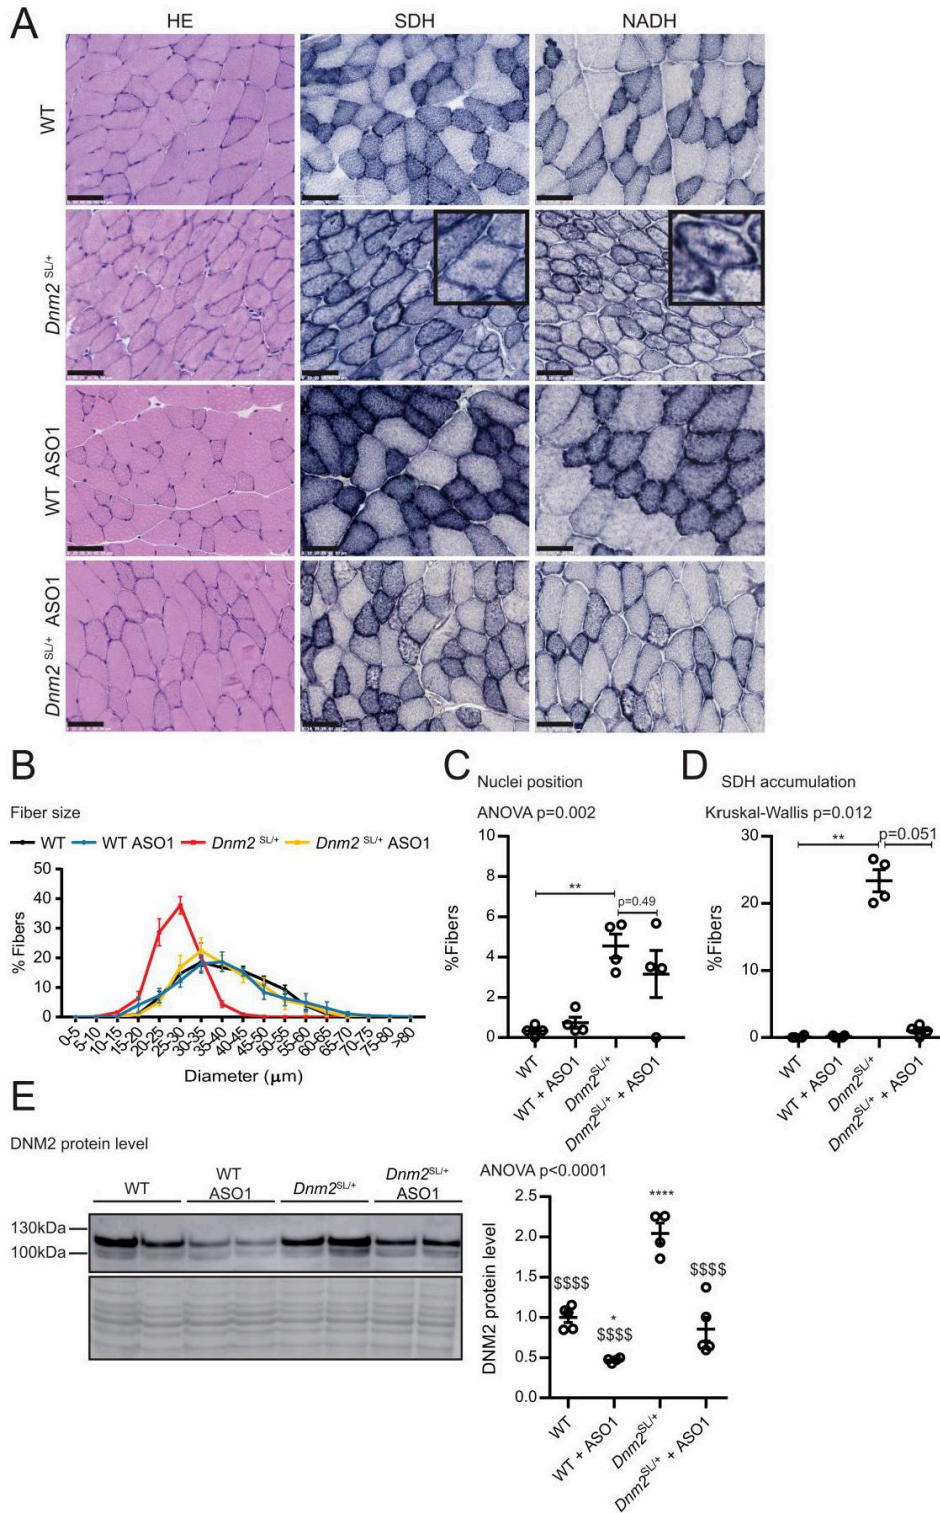 A
HE SDH NADH
WT
Dnm2 SL/+
WT ASO1
Dnm2 SL/+ ASO1
B
Fiber size
WT WT ASO1 Dnm2 SL/+ Dnm2 SL/+ ASO1
% Fibers
50
40
30
20
10
0
0-5 5-10 10-15 15-20 20-25 25-30 30-35 35-40 40-45 45-50 50-55 55-60 60-65 65-70 70-75 75-80 >80
Diameter (µm)
C
Nuclei position
ANOVA p=0.002
%Fibers
10
8
6
4
2
0
**
p=0.49
WT WT + ASO1 Dnm2SL/+ Dnm2SL/+ + ASO1
D
SDH accumulation
Kruskal-Wallis p=0.012
%Fibers
30
20
10
0
**
p=0.051
WT WT + ASO1 Dnm2SL/+ Dnm2SL/+ + ASO1
E
DNM2 protein level
WT WT ASO1 Dnm2SL/+ Dnm2SL/+ ASO1
130kDa
100kDa
ANOVA p<0.0001
DNM2 protein level
2.5
2.0
1.5
1.0
0.5
0.0
$$$$
*
$$$$
****
$$$$
WT WT + ASO1 Dnm2SL/+ Dnm2SL/+ + ASO1